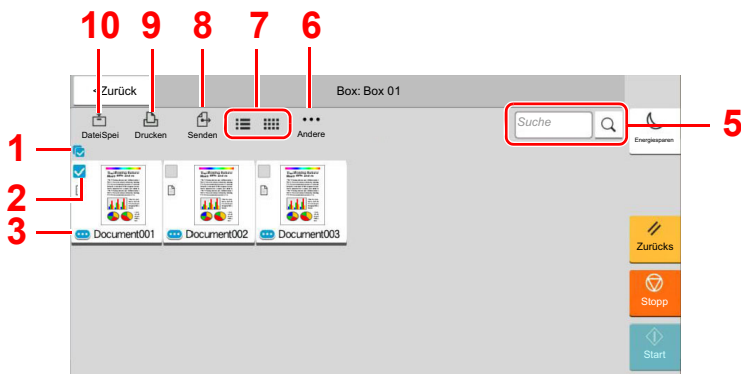 10 9 8 7 6
< Zurück Box: Box 01
DateiSpei Drucken Senden Andere
Suche
Energiesparen
5
1
2
3
Document001 Document002 Document003
Zurücks
Stopp
Start